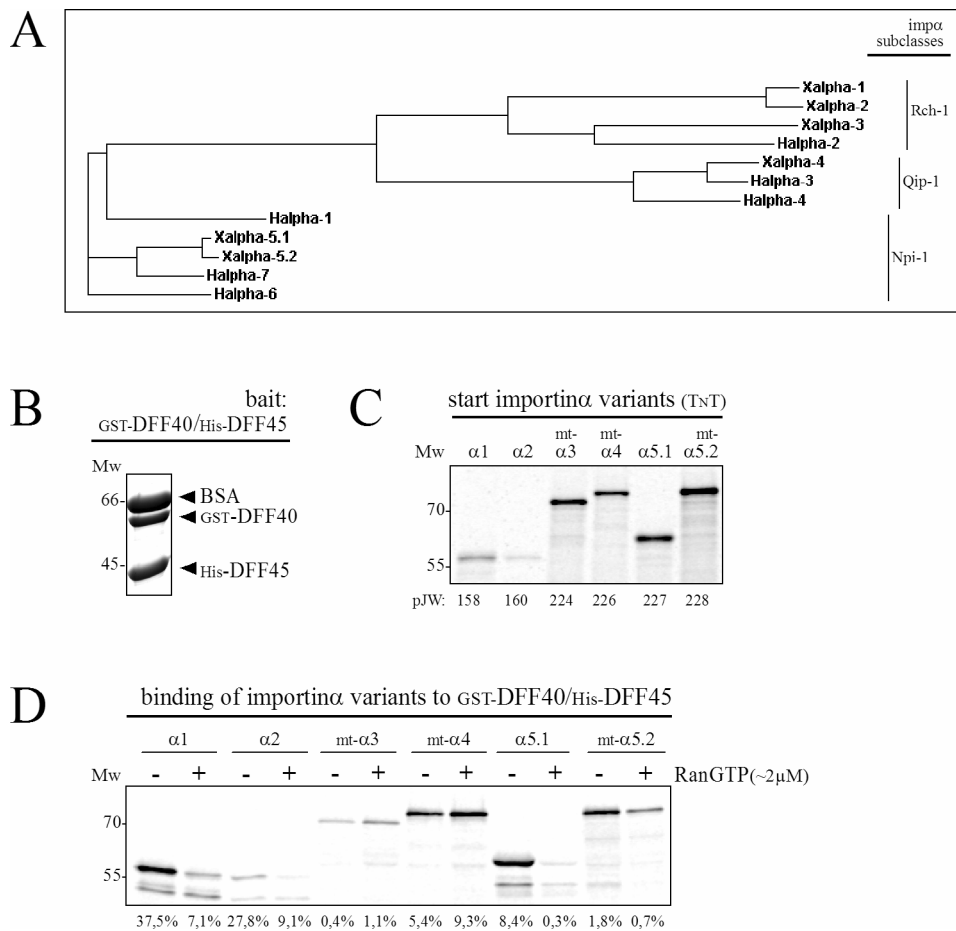 A
impα
subclasses
Xalpha-1
Xalpha-2
Rch-1
Xalpha-3
Halpha-2
Xalpha-4
Halpha-3
Qip-1
Halpha-4
Halpha-1
Xalpha-5.1
Xalpha-5.2
Npi-1
Halpha-7
Halpha-6
B
bait:
GST-DFF40/His-DFF45
Mw
66- BSA
GST-DFF40
45- His-DFF45
C
start importinα variants (TNT)
Mw α1 α2 mt-α3 mt-α4 α5.1 mt-α5.2
70-
55-
pJW: 158 160 224 226 227 228
D
binding of importinα variants to GST-DFF40/His-DFF45
α1 α2 mt-α3 mt-α4 α5.1 mt-α5.2
Mw - + - + - + - + - + - + RanGTP(~2µM)
70-
55-
37,5% 7,1% 27,8% 9,1% 0,4% 1,1% 5,4% 9,3% 8,4% 0,3% 1,8% 0,7%